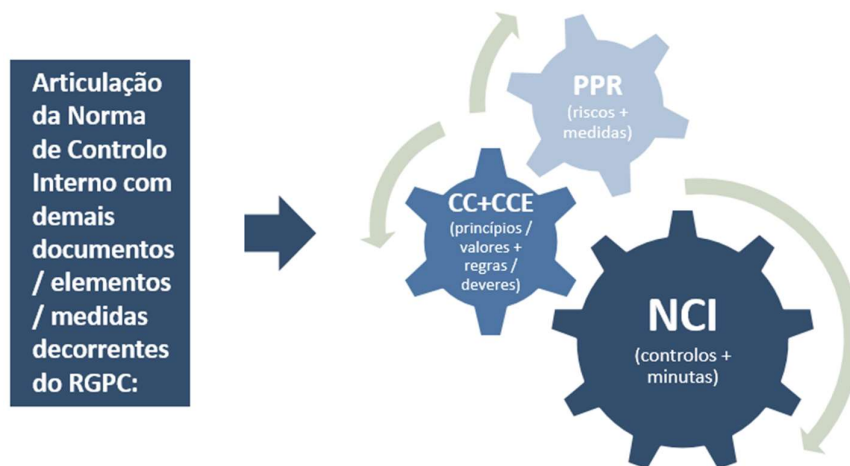 Articulação
da Norma
de Controlo
Interno com
demais
documentos
/ elementos
/ medidas
decorrentes
do RGPC:
PPR
(riscos +
medidas)
CC+CCE
(princípios /
valores +
regras /
deveres)
NCI
(controlos +
minutas)